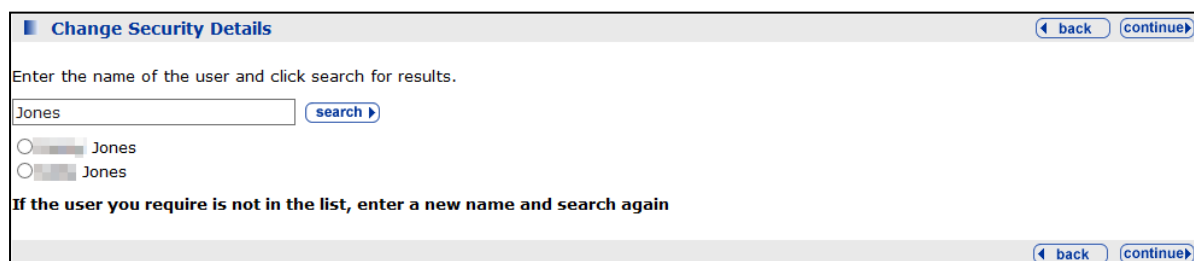 Change Security Details
back continue
Enter the name of the user and click search for results.
Jones search
Jones
Jones
If the user you require is not in the list, enter a new name and search again
back continue